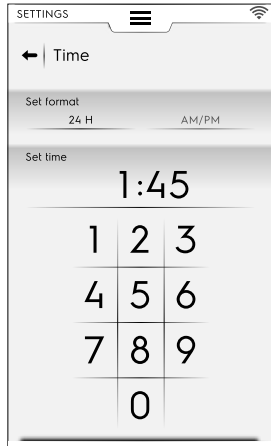 SETTINGS
Time
Set format
24 H AM/PM
Set time
1:45
1 2 3
4 5 6
7 8 9
0